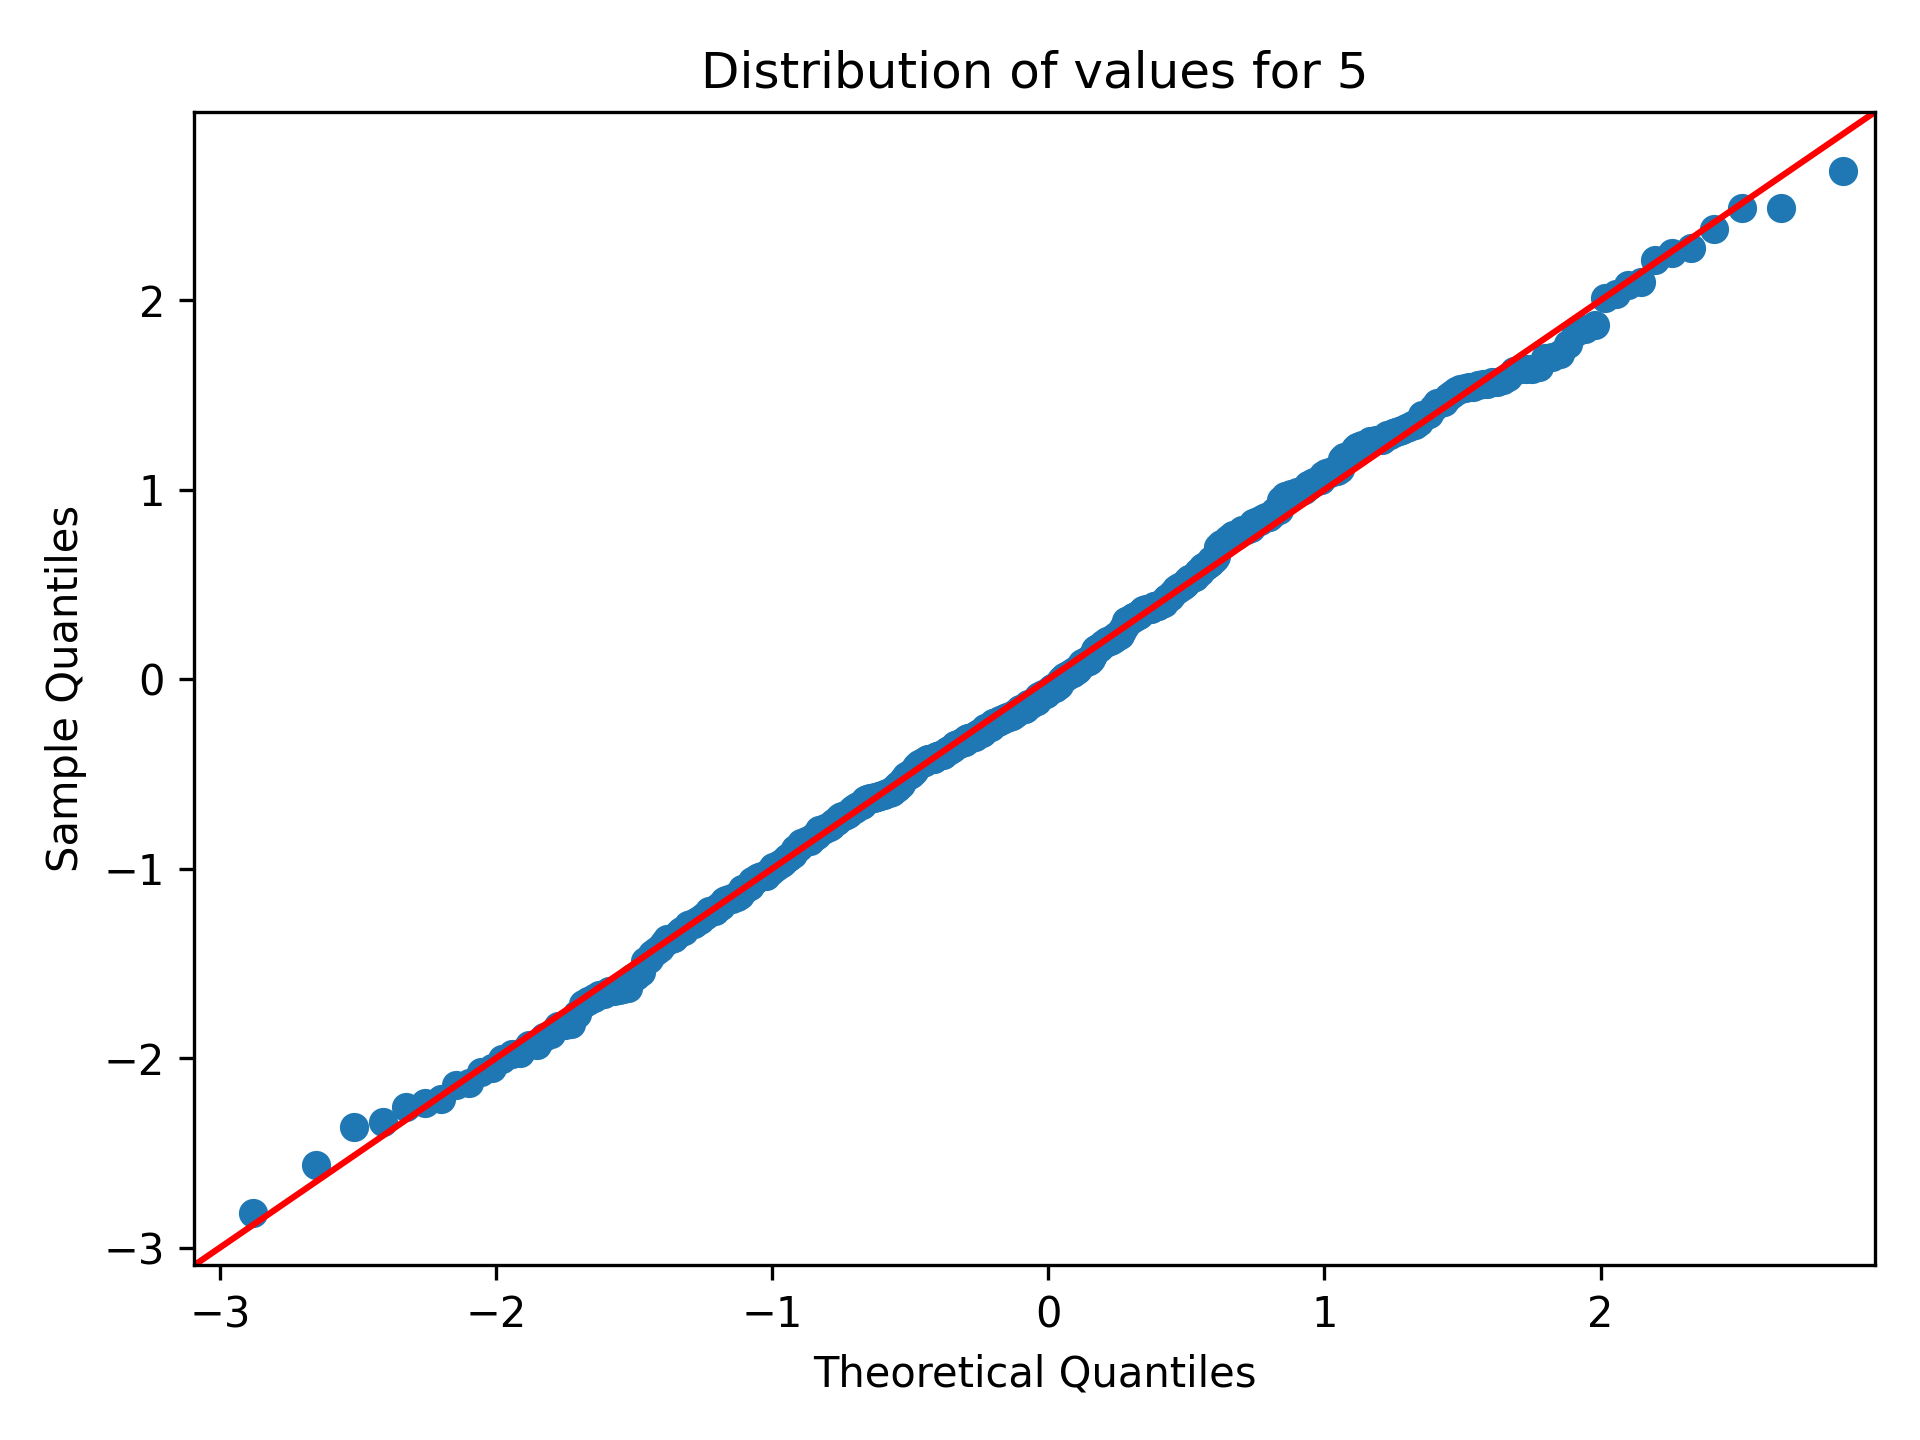 Distribution of values for 5
2
1
0
−1
−2
−3
Sample Quantiles
−3 −2 −1 0 1 2
Theoretical Quantiles